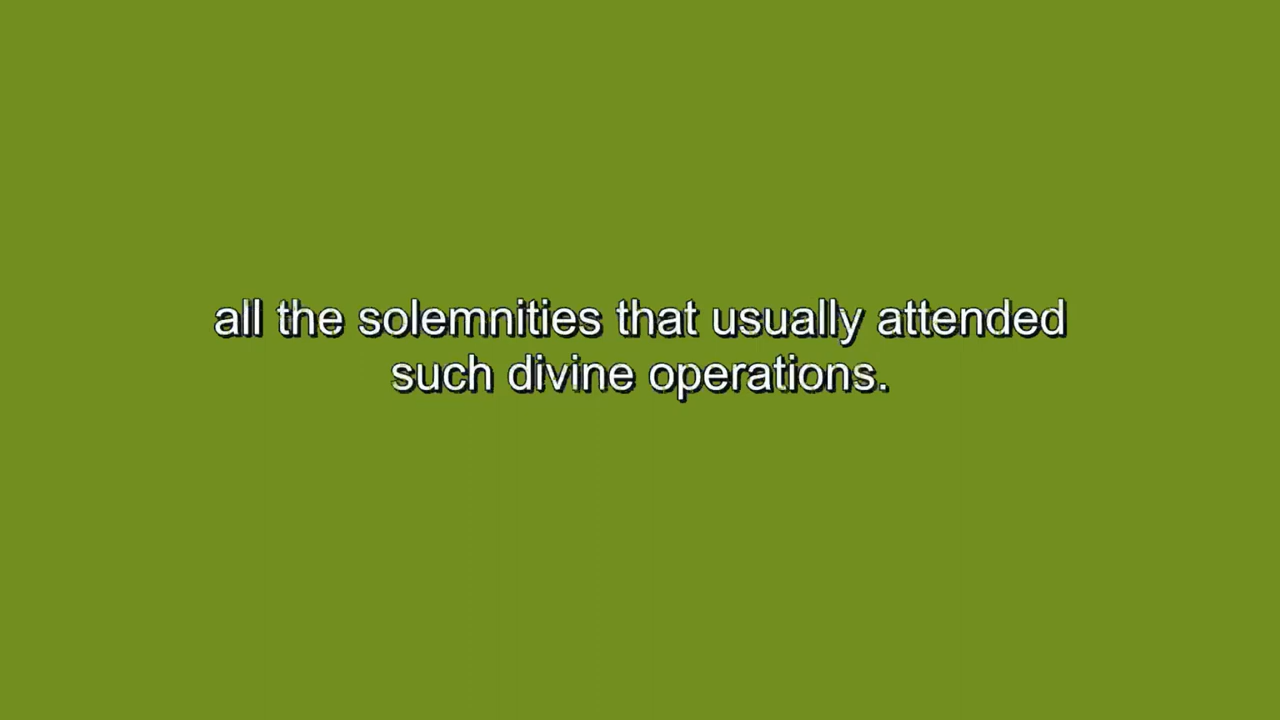 all the solemnities that usually attended
such divine operations.